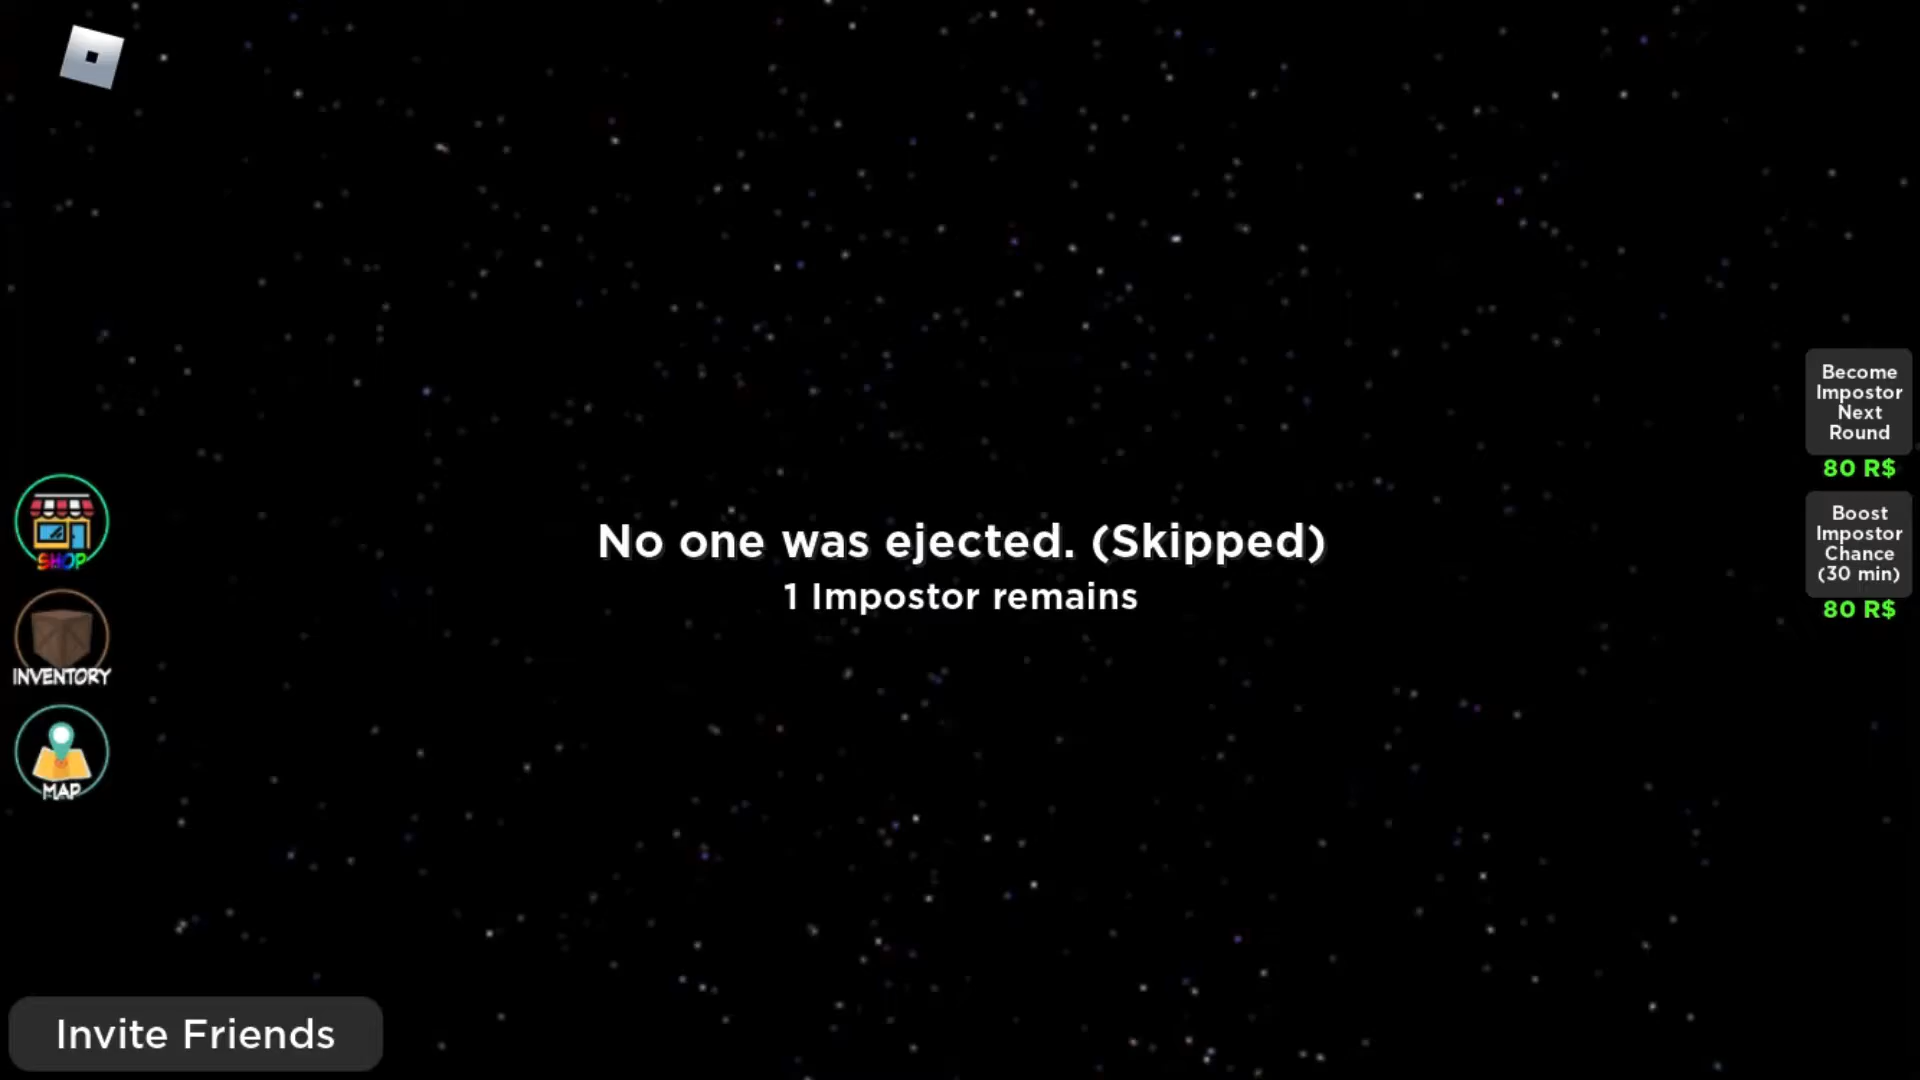 Become
Impostor
Next
Round
80 R$
Boost
Impostor
Chance
(30 min)
80 R$
SHOP
No one was ejected. (Skipped)
1 Impostor remains
INVENTORY
MAP
Invite Friends